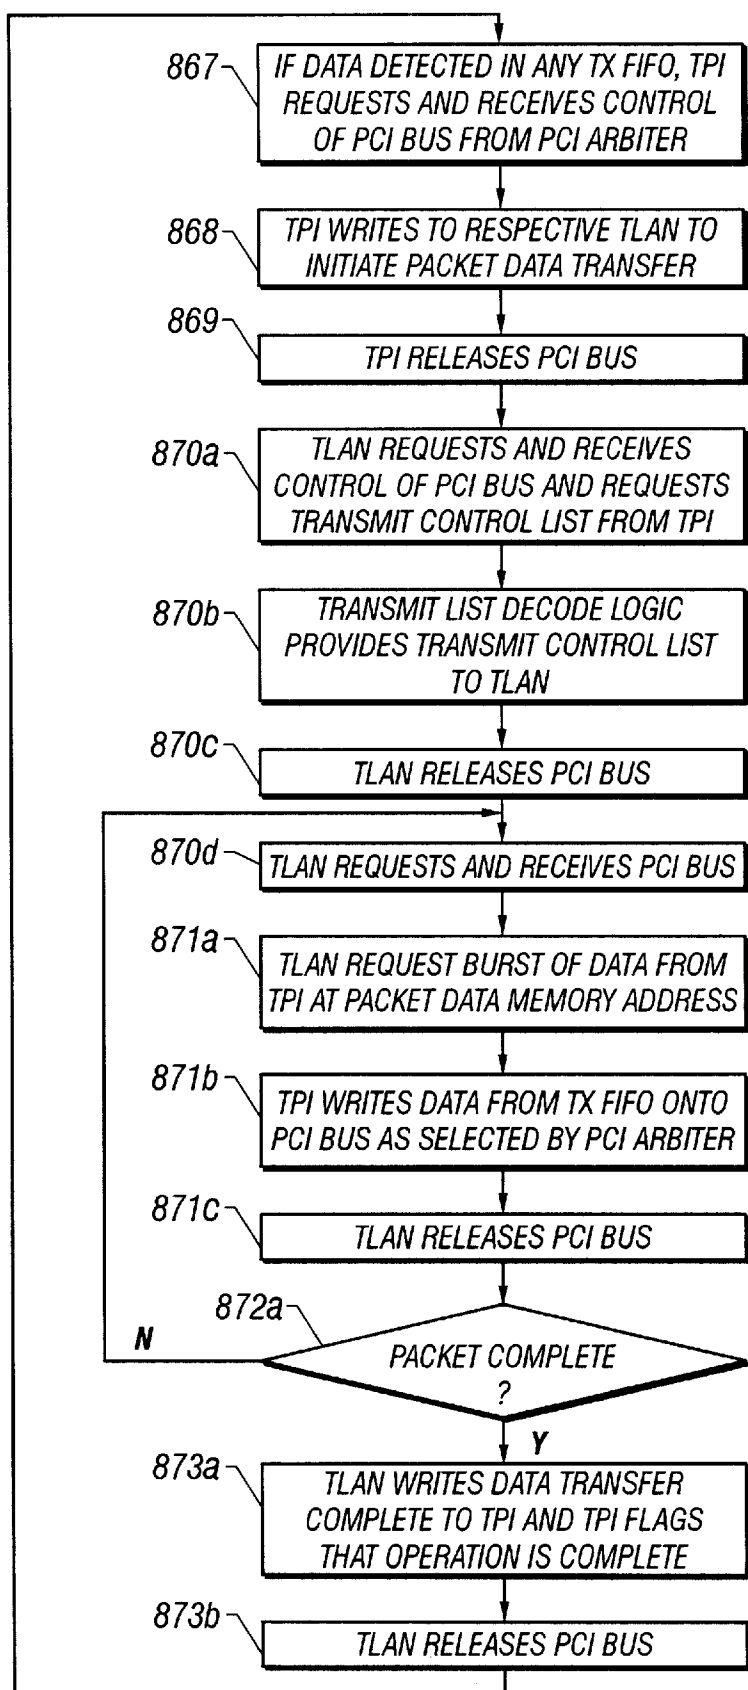 867
IF DATA DETECTED IN ANY TX FIFO, TPI
REQUESTS AND RECEIVES CONTROL
OF PCI BUS FROM PCI ARBITER
868
TPI WRITES TO RESPECTIVE TLAN TO
INITIATE PACKET DATA TRANSFER
869
TPI RELEASES PCI BUS
870a
TLAN REQUESTS AND RECEIVES
CONTROL OF PCI BUS AND REQUESTS
TRANSMIT CONTROL LIST FROM TPI
870b
TRANSMIT LIST DECODE LOGIC
PROVIDES TRANSMIT CONTROL LIST
TO TLAN
870c
TLAN RELEASES PCI BUS
870d
TLAN REQUESTS AND RECEIVES PCI BUS
871a
TLAN REQUEST BURST OF DATA FROM
TPI AT PACKET DATA MEMORY ADDRESS
871b
TPI WRITES DATA FROM TX FIFO ONTO
PCI BUS AS SELECTED BY PCI ARBITER
871c
TLAN RELEASES PCI BUS
872a
N
PACKET COMPLETE
?
Y
873a
TLAN WRITES DATA TRANSFER
COMPLETE TO TPI AND TPI FLAGS
THAT OPERATION IS COMPLETE
873b
TLAN RELEASES PCI BUS